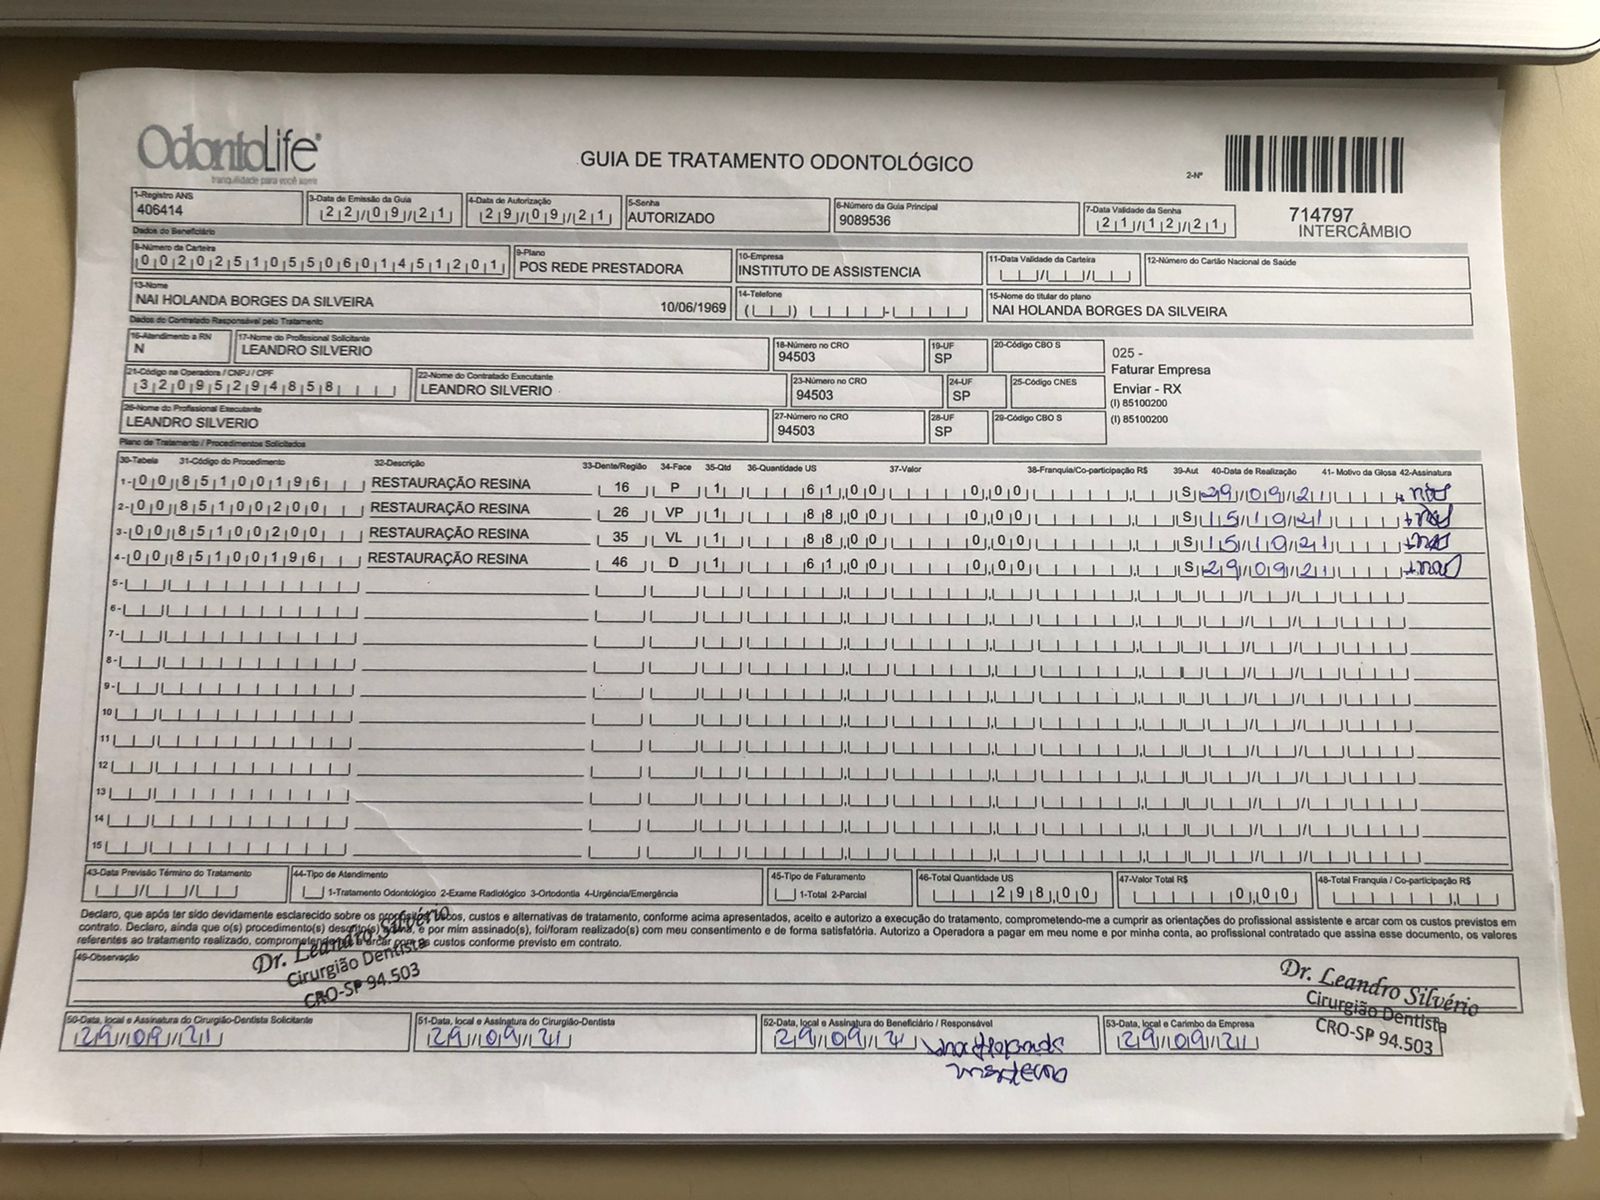 OdontoLife®
tranquilidade para você sorrir
GUIA DE TRATAMENTO ODONTOLÓGICO
2-Nº
714797
INTERCÂMBIO
1-Registro ANS
406414
3-Data de Emissão da Guia
22/09/21
4-Data de Autorização
29/09/21
5-Senha
AUTORIZADO
6-Número da Guia Principal
9089536
7-Data Validade da Senha
21/12/21
Dados do Beneficiário
8-Número da Carteira
00202510550601451201
9-Plano
POS REDE PRESTADORA
10-Empresa
INSTITUTO DE ASSISTENCIA
11-Data Validade da Carteira
12-Número do Cartão Nacional de Saúde
13-Nome
NAI HOLANDA BORGES DA SILVEIRA 10/06/1969
14-Telefone
15-Nome do titular do plano
NAI HOLANDA BORGES DA SILVEIRA
Dados do Contratado Responsável pelo Tratamento
16-Atendimento a RN
N
17-Nome do Profissional Solicitante
LEANDRO SILVERIO
18-Número no CRO
94503
19-UF
SP
20-Código CBO S
21-Código na Operadora / CNPJ / CPF
32095294858
22-Nome do Contratado Executante
LEANDRO SILVERIO
23-Número no CRO
94503
24-UF
SP
25-Código CNES
26-Nome do Profissional Executante
LEANDRO SILVERIO
27-Número no CRO
94503
28-UF
SP
29-Código CBO S
025 -
Faturar Empresa
Enviar - RX
(I) 85100200
(I) 85100200
Plano de Tratamento / Procedimentos Solicitados
30-Tabela 31-Código do Procedimento 32-Descrição 33-Dente/Região 34-Face 35-Qtd 36-Quantidade US 37-Valor 38-Franquia/Co-participação R$ 39-Aut 40-Data de Realização 41- Motivo da Glosa 42-Assinatura
1- 00 85100196 RESTAURAÇÃO RESINA 16 P 1 61,00 0,00 S 29/09/21
2- 00 85100200 RESTAURAÇÃO RESINA 26 VP 1 88,00 0,00 S 15/10/21
3- 00 85100200 RESTAURAÇÃO RESINA 35 VL 1 88,00 0,00 S 15/10/21
4- 00 85100196 RESTAURAÇÃO RESINA 46 D 1 61,00 0,00 S 29/09/21
5-
6-
7-
8-
9-
10
11
12
13
14
15
43-Data Previsão Término do Tratamento
44-Tipo de Atendimento
1-Tratamento Odontológico 2-Exame Radiológico 3-Ortodontia 4-Urgência/Emergência
45-Tipo de Faturamento
1-Total 2-Parcial
46-Total Quantidade US
298,00
47-Valor Total R$
0,00
48-Total Franquia / Co-participação R$
Declaro, que após ter sido devidamente esclarecido sobre os propósitos, riscos, custos e alternativas de tratamento, conforme acima apresentados, aceito e autorizo a execução do tratamento, comprometendo-me a cumprir as orientações do profissional assistente e arcar com os custos previstos em
contrato. Declaro, ainda que o(s) procedimento(s) descrito(s) acima, e por mim assinado(s), foi/foram realizado(s) com meu consentimento e de forma satisfatória. Autorizo a Operadora a pagar em meu nome e por minha conta, ao profissional contratado que assina esse documento, os valores
referentes ao tratamento realizado, comprometendo-me a arcar com os custos conforme previsto em contrato.
49-Observação
Dr. Leandro Silvério
Cirurgião Dentista
CRO-SP 94.503
Dr. Leandro Silvério
Cirurgião Dentista
CRO-SP 94.503
50-Data, local e Assinatura do Cirurgião-Dentista Solicitante
29/09/21
51-Data, local e Assinatura do Cirurgião-Dentista
29/09/21
52-Data, local e Assinatura do Beneficiário / Responsável
29/09/21
53-Data, local e Carimbo da Empresa
29/09/21